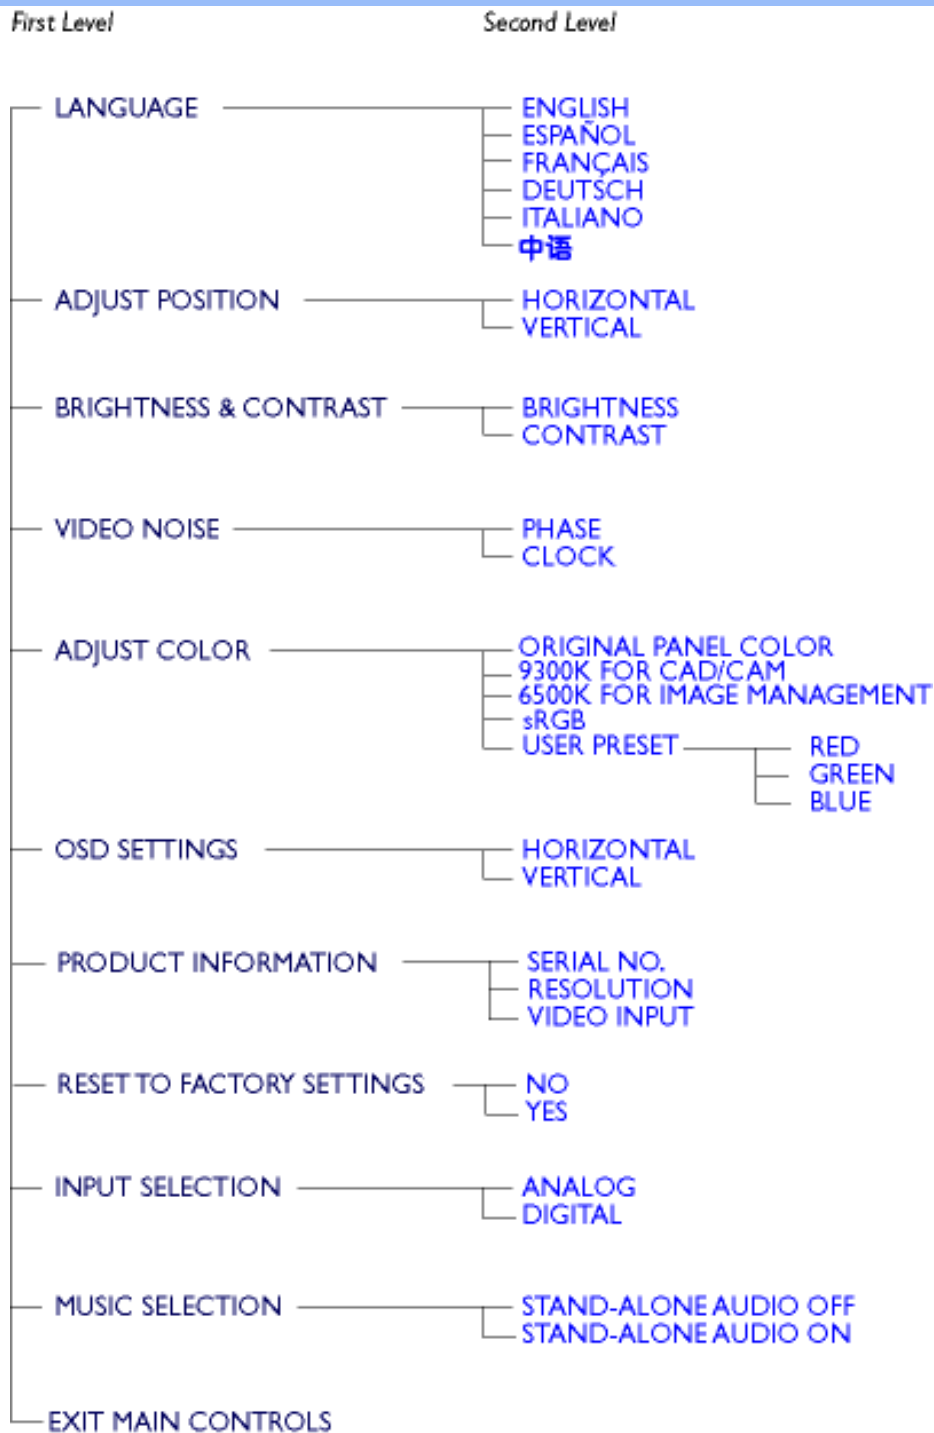 First Level Second Level
LANGUAGE ENGLISH
ESPAÑOL
FRANÇAIS
DEUTSCH
ITALIANO
中语
ADJUST POSITION HORIZONTAL
VERTICAL
BRIGHTNESS & CONTRAST BRIGHTNESS
CONTRAST
VIDEO NOISE PHASE
CLOCK
ADJUST COLOR ORIGINAL PANEL COLOR
9300K FOR CAD/CAM
6500K FOR IMAGE MANAGEMENT
sRGB
USER PRESET RED
GREEN
BLUE
OSD SETTINGS HORIZONTAL
VERTICAL
PRODUCT INFORMATION SERIAL NO.
RESOLUTION
VIDEO INPUT
RESET TO FACTORY SETTINGS NO
YES
INPUT SELECTION ANALOG
DIGITAL
MUSIC SELECTION STAND-ALONE AUDIO OFF
STAND-ALONE AUDIO ON
EXIT MAIN CONTROLS